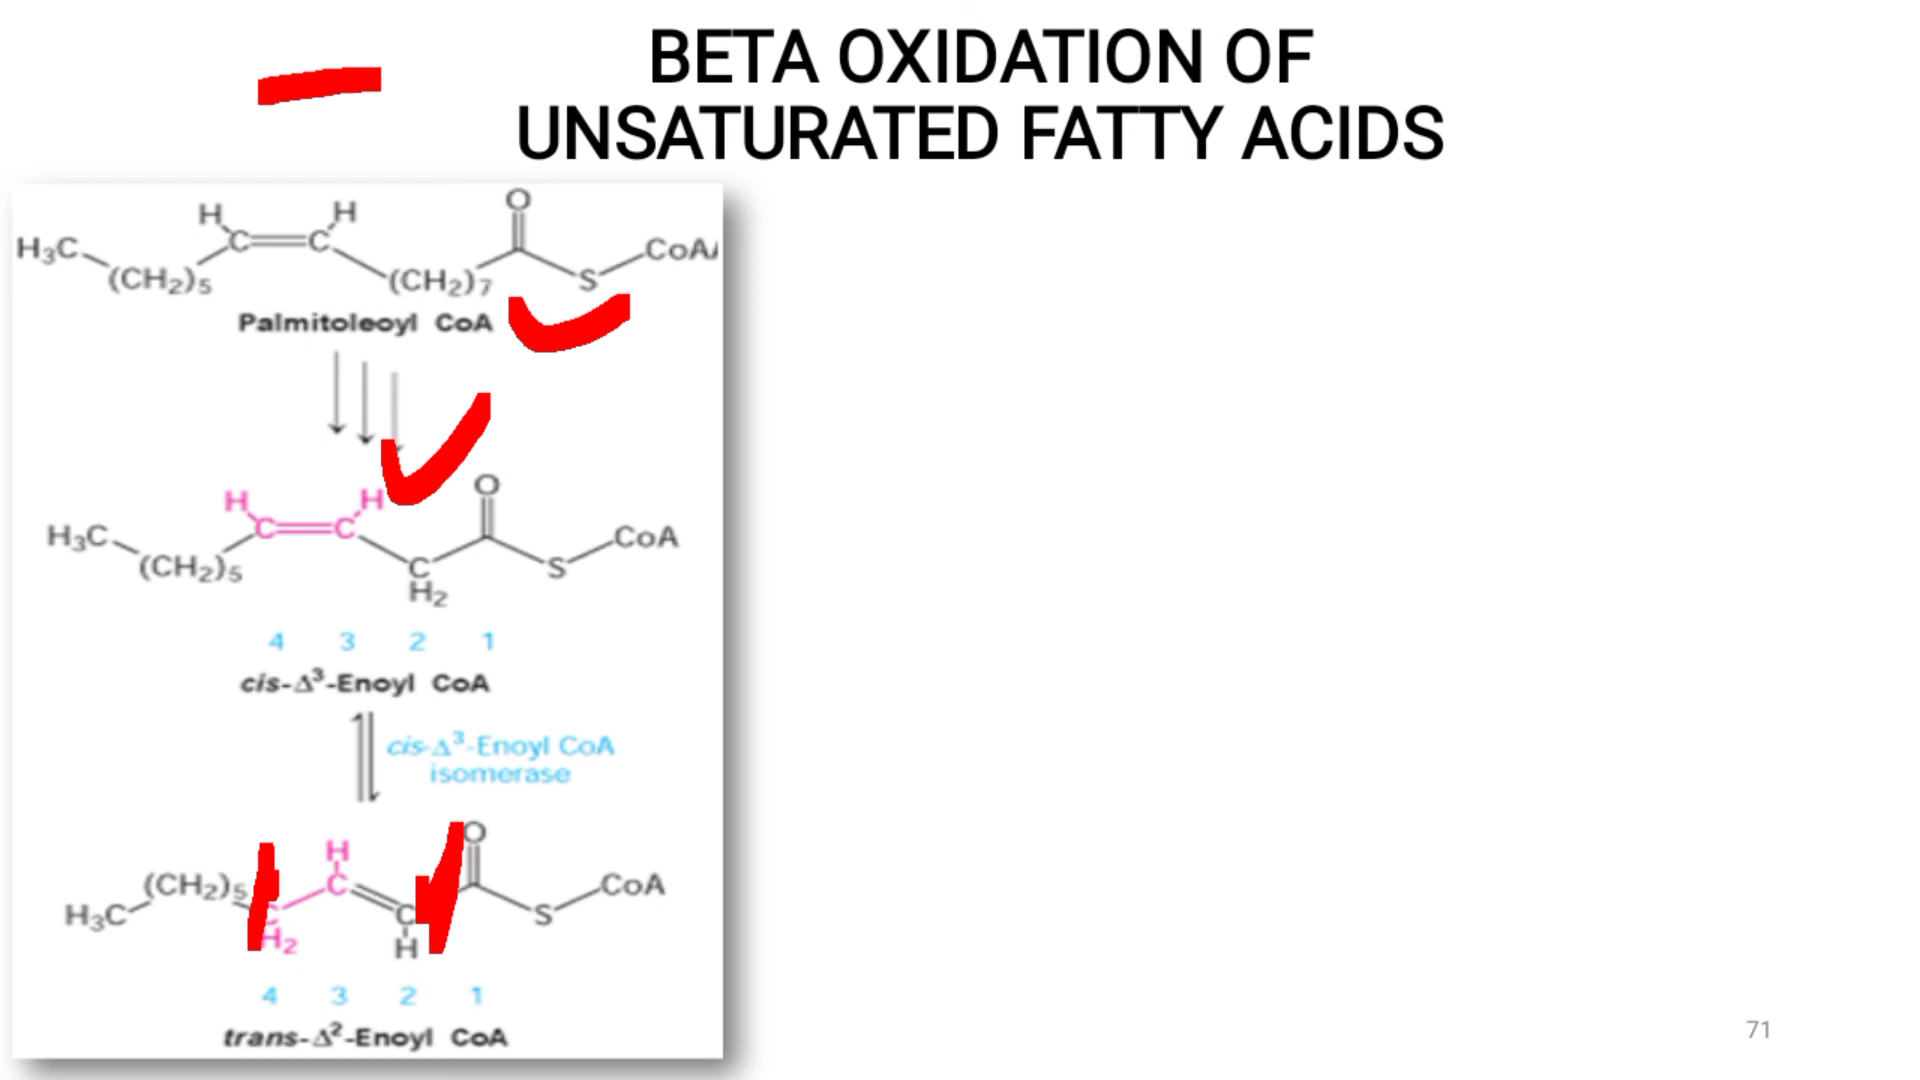 BETA OXIDATION OF
UNSATURATED FATTY ACIDS
H H O
H₃C C C CoA
(CH₂)₅ (CH₂)₇ S
Palmitoleoyl CoA
H H O
H₃C C C CoA
(CH₂)₅ C S
H₂
4 3 2 1
cis-Δ³-Enoyl CoA
cis-Δ³-Enoyl CoA
isomerase
H O
(CH₂)₅ C CoA
H₃C C C S
H₂ H
4 3 2 1
trans-Δ²-Enoyl CoA
71